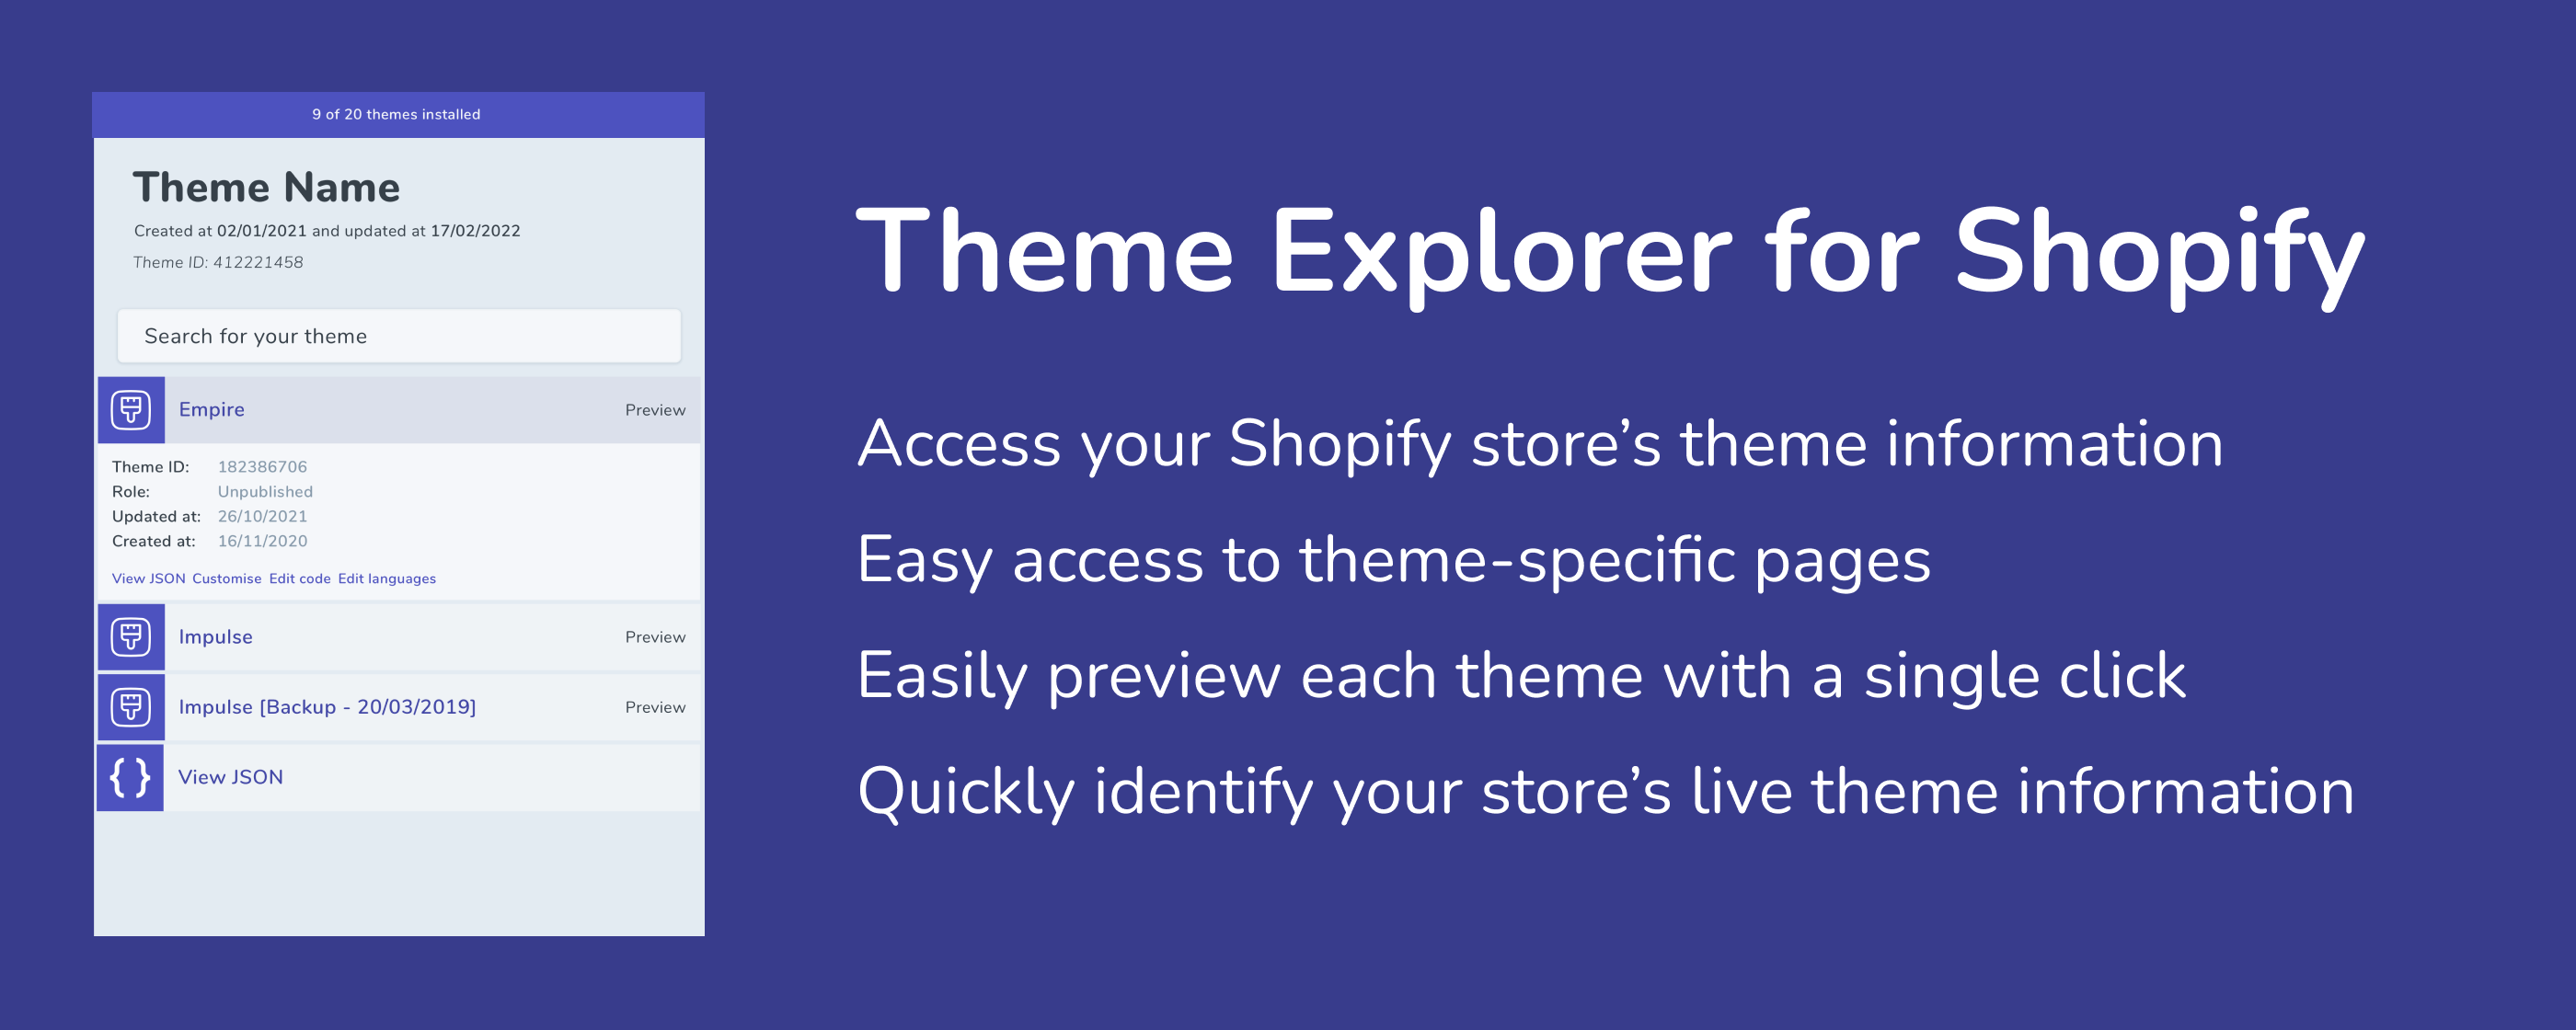 9 of 20 themes installed
Theme Name
Created at 02/01/2021 and updated at 17/02/2022
Theme ID: 412221458
Search for your theme
Empire Preview
Theme ID: 182386706
Role: Unpublished
Updated at: 26/10/2021
Created at: 16/11/2020
View JSON Customise Edit code Edit languages
Impulse Preview
Impulse [Backup - 20/03/2019] Preview
{ } View JSON
Theme Explorer for Shopify
Access your Shopify store’s theme information
Easy access to theme-specific pages
Easily preview each theme with a single click
Quickly identify your store’s live theme information